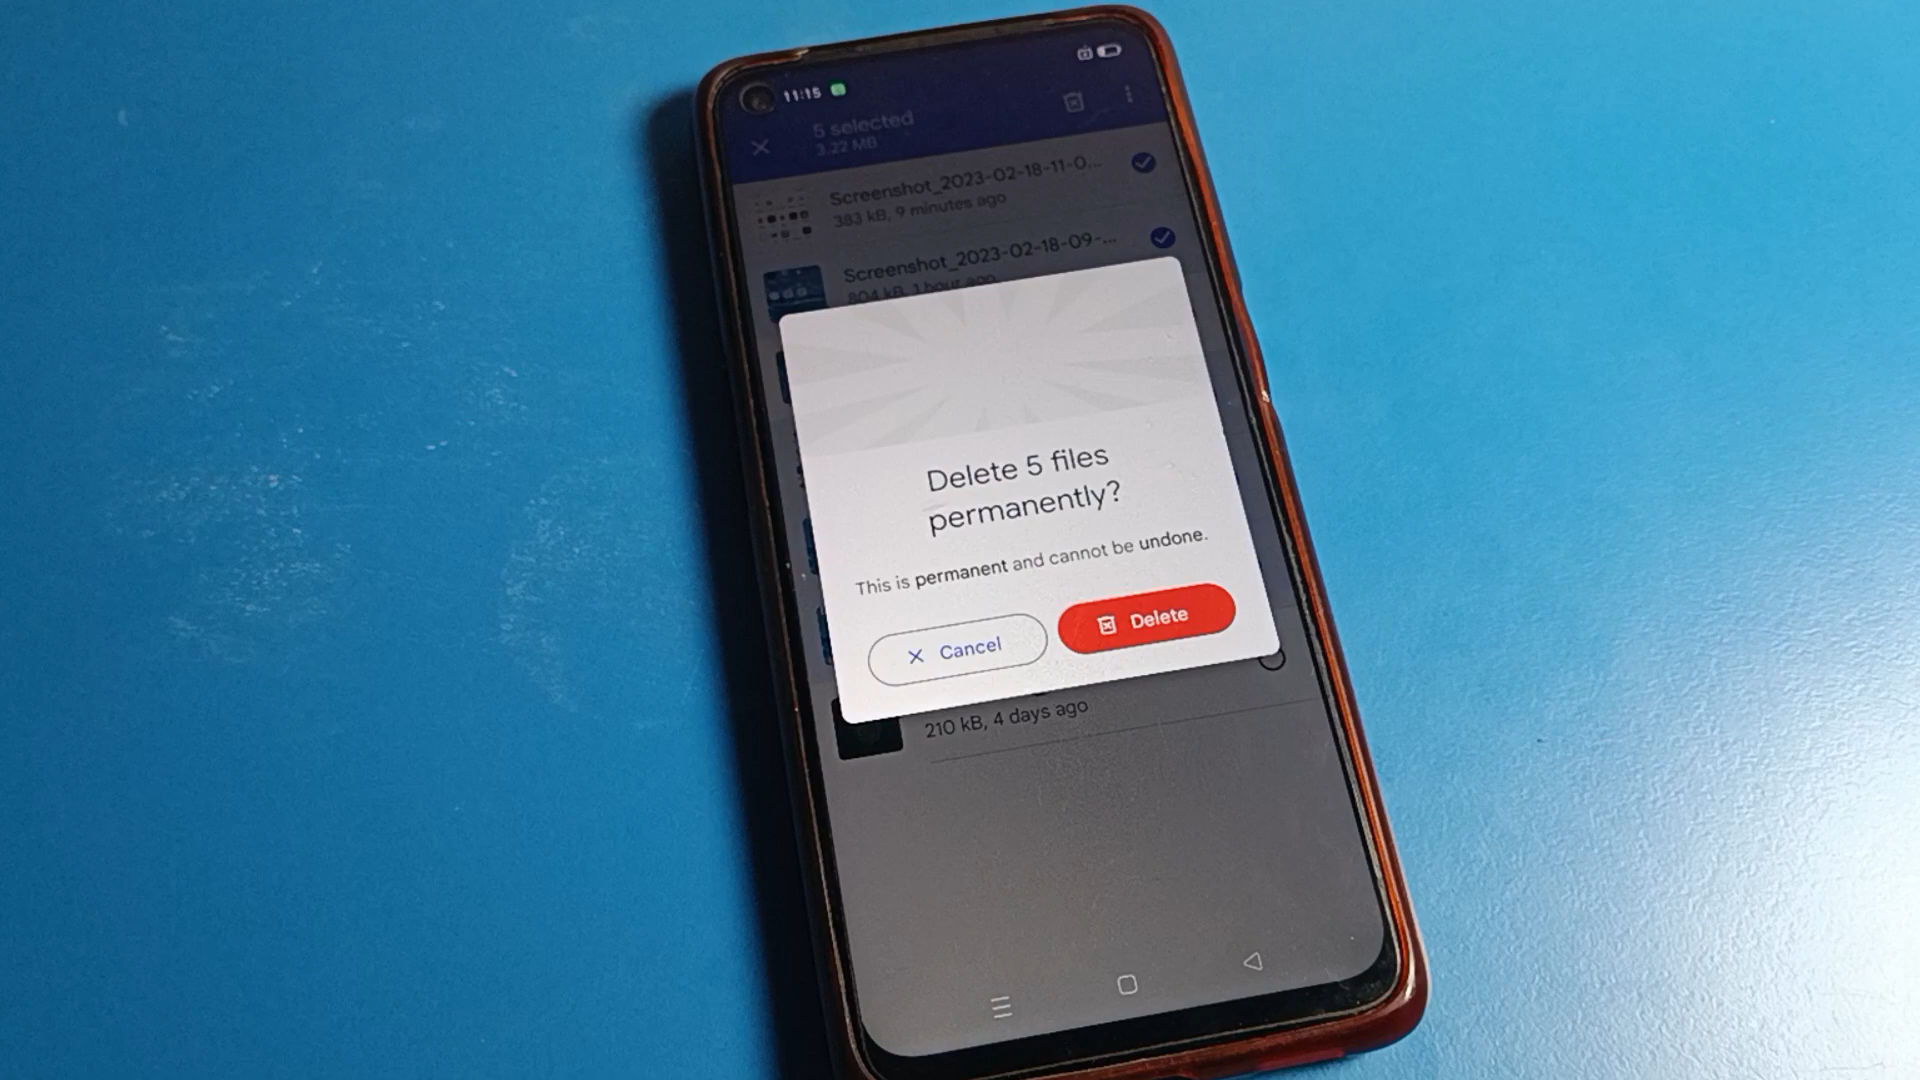 11:15
5 selected
3.22 MB
Screenshot_2023-02-18-11-0...
383 kB, 9 minutes ago
Screenshot_2023-02-18-09-...
804 kB, 1 hour ago
Delete 5 files
permanently?
This is permanent and cannot be undone.
Cancel
Delete
210 kB, 4 days ago